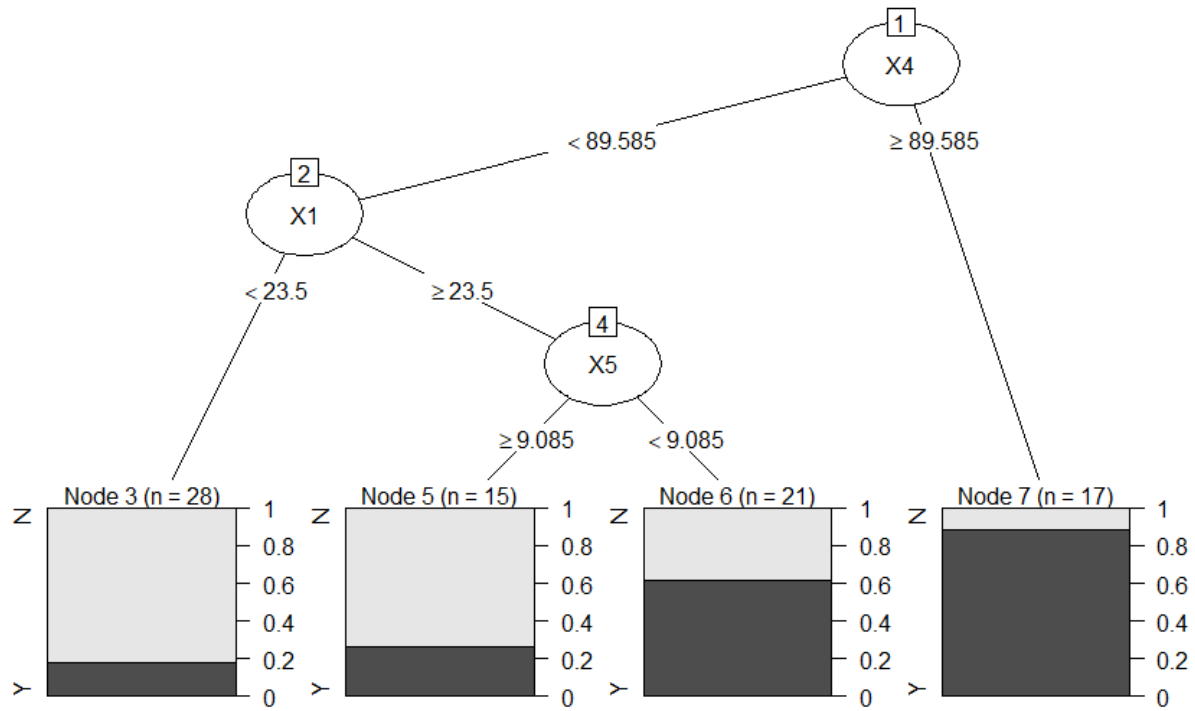 1
X4
< 89.585
≥ 89.585
2
X1
< 23.5
≥ 23.5
4
X5
≥ 9.085
< 9.085
Node 3 (n = 28)
N
Y
1
0.8
0.6
0.4
0.2
0
Node 5 (n = 15)
N
Y
1
0.8
0.6
0.4
0.2
0
Node 6 (n = 21)
N
Y
1
0.8
0.6
0.4
0.2
0
Node 7 (n = 17)
N
Y
1
0.8
0.6
0.4
0.2
0